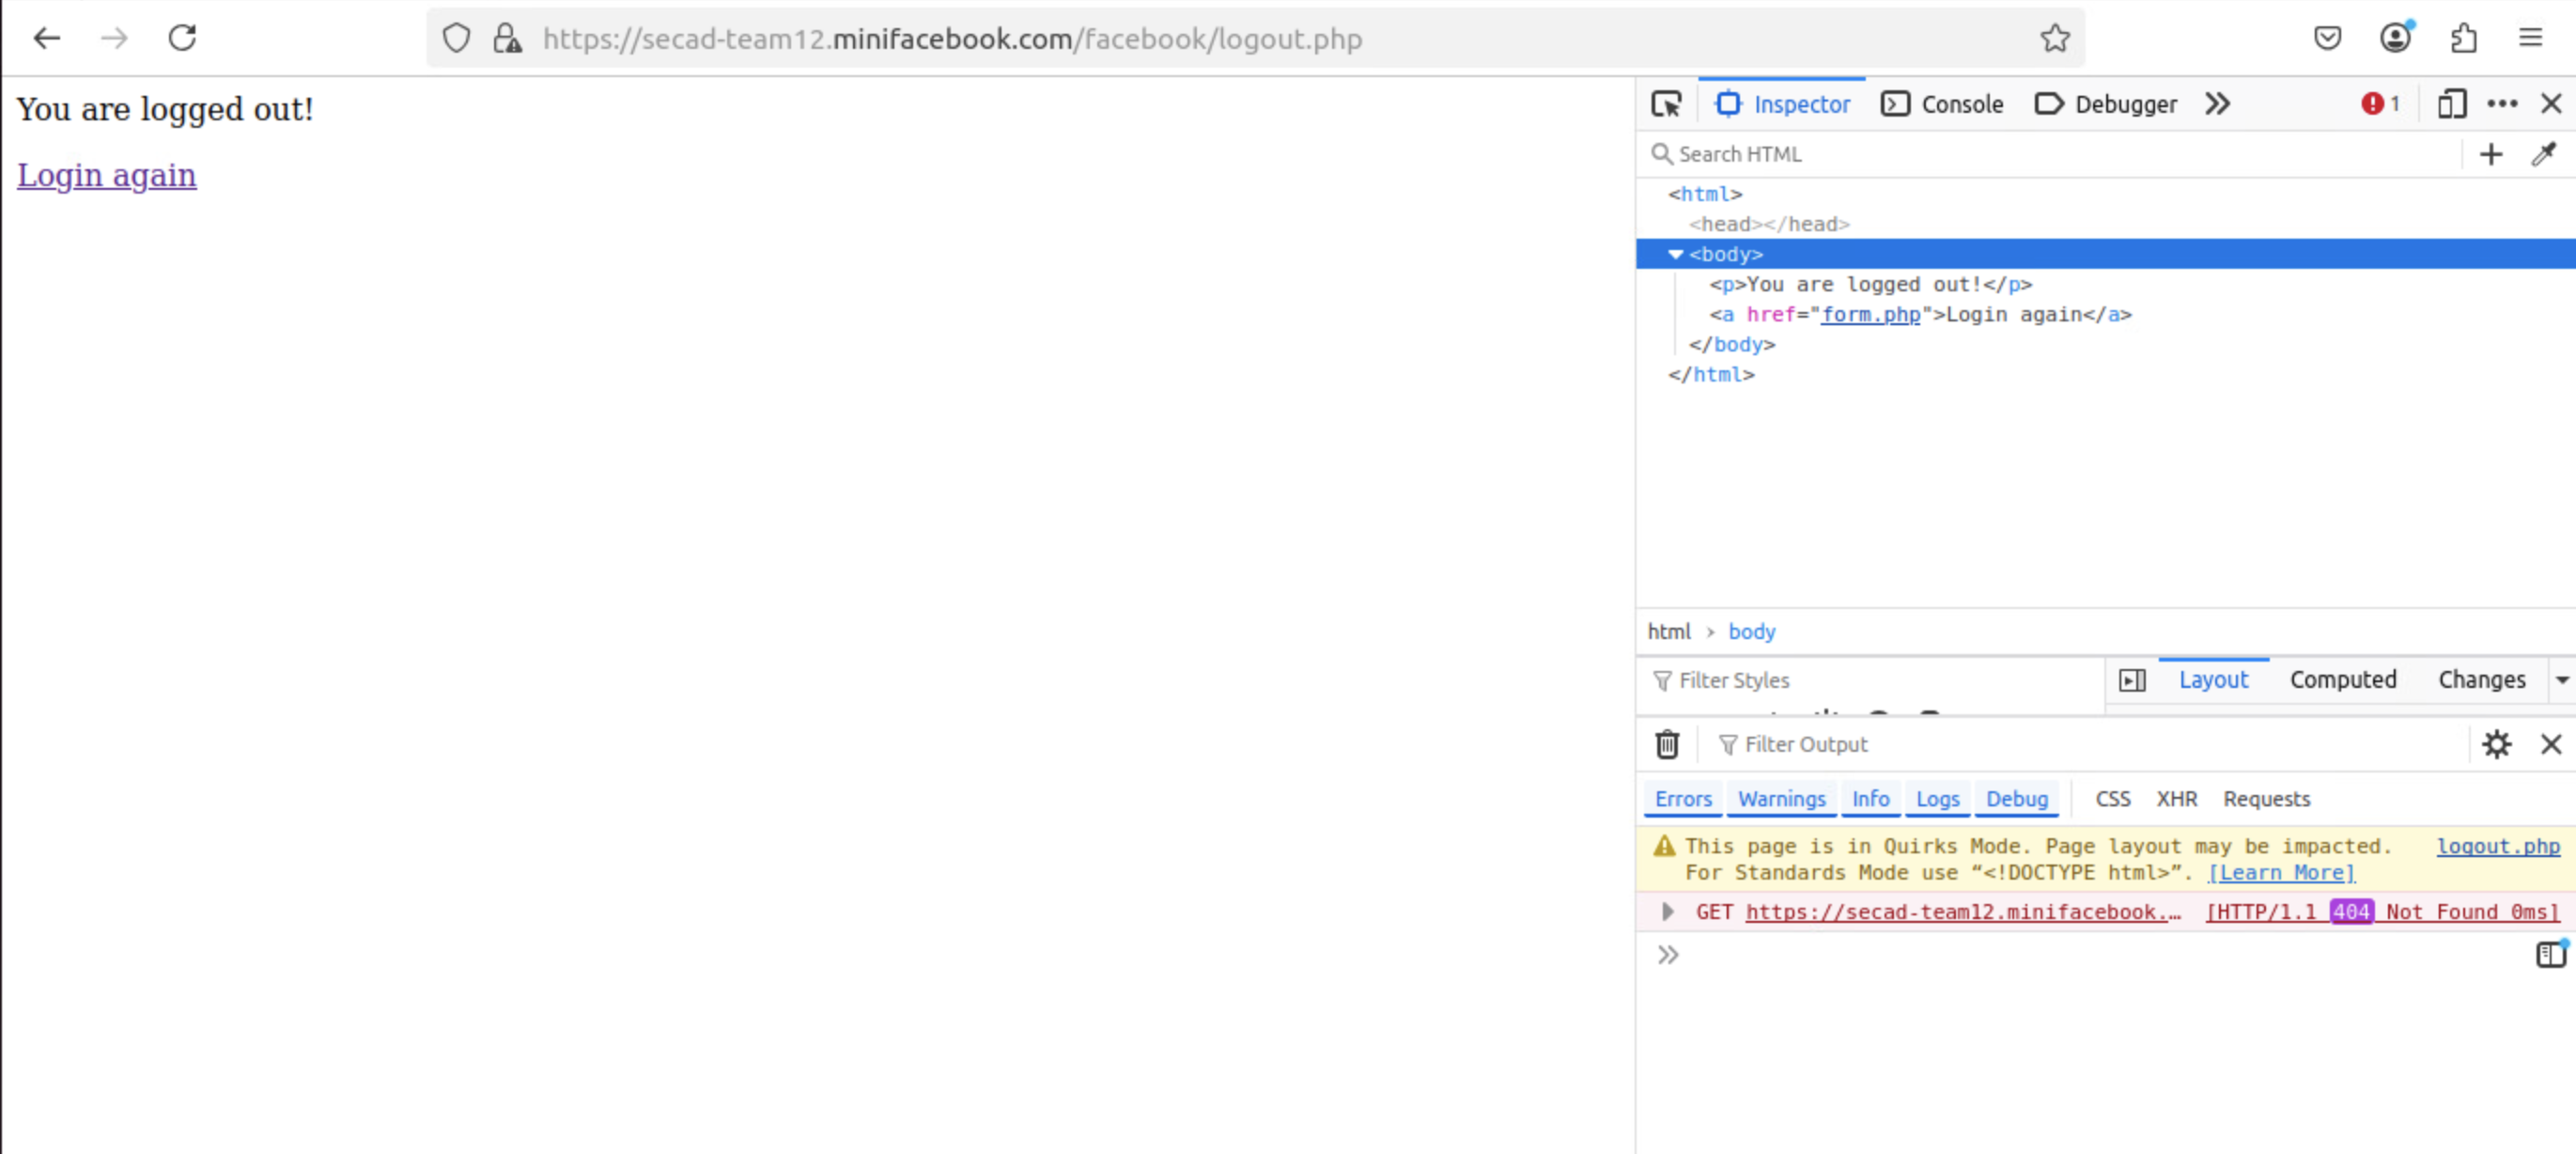 https://secad-team12.minifacebook.com/facebook/logout.php
You are logged out!
Login again
Inspector Console Debugger 1
Search HTML
<html>
<head></head>
<body>
<p>You are logged out!</p>
<a href="form.php">Login again</a>
</body>
</html>
html › body
Filter Styles
Layout Computed Changes
Filter Output
Errors Warnings Info Logs Debug CSS XHR Requests
This page is in Quirks Mode. Page layout may be impacted. logout.php
For Standards Mode use “<!DOCTYPE html>”. [Learn More]
GET https://secad-team12.minifacebook.… [HTTP/1.1 404 Not Found 0ms]